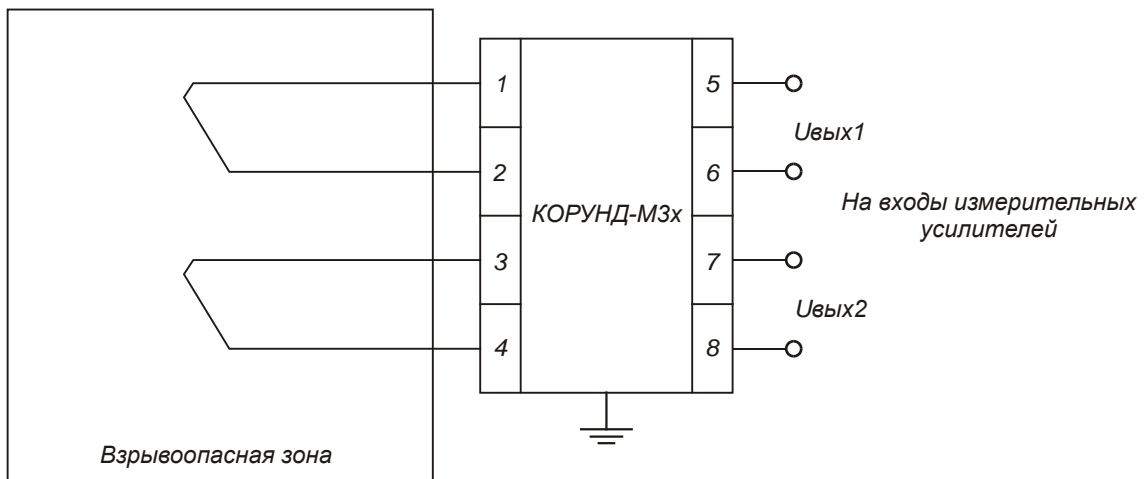 1
5
Uвых1
2
6
КОРУНД-М3х
На входы измерительных
усилителей
3
7
Uвых2
4
8
Взрывоопасная зона